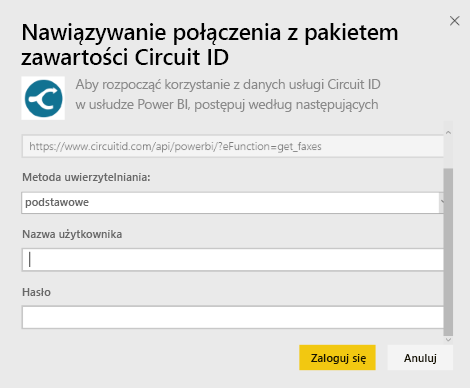 Nawiązywanie połączenia z pakietem
zawartości Circuit ID
Aby rozpocząć korzystanie z danych usługi Circuit ID
w usłudze Power BI, postępuj według następujących
https://www.circuitid.com/api/powerbi/?eFunction=get_faxes
Metoda uwierzytelniania:
podstawowe
Nazwa użytkownika
Hasło
Zaloguj się
Anuluj